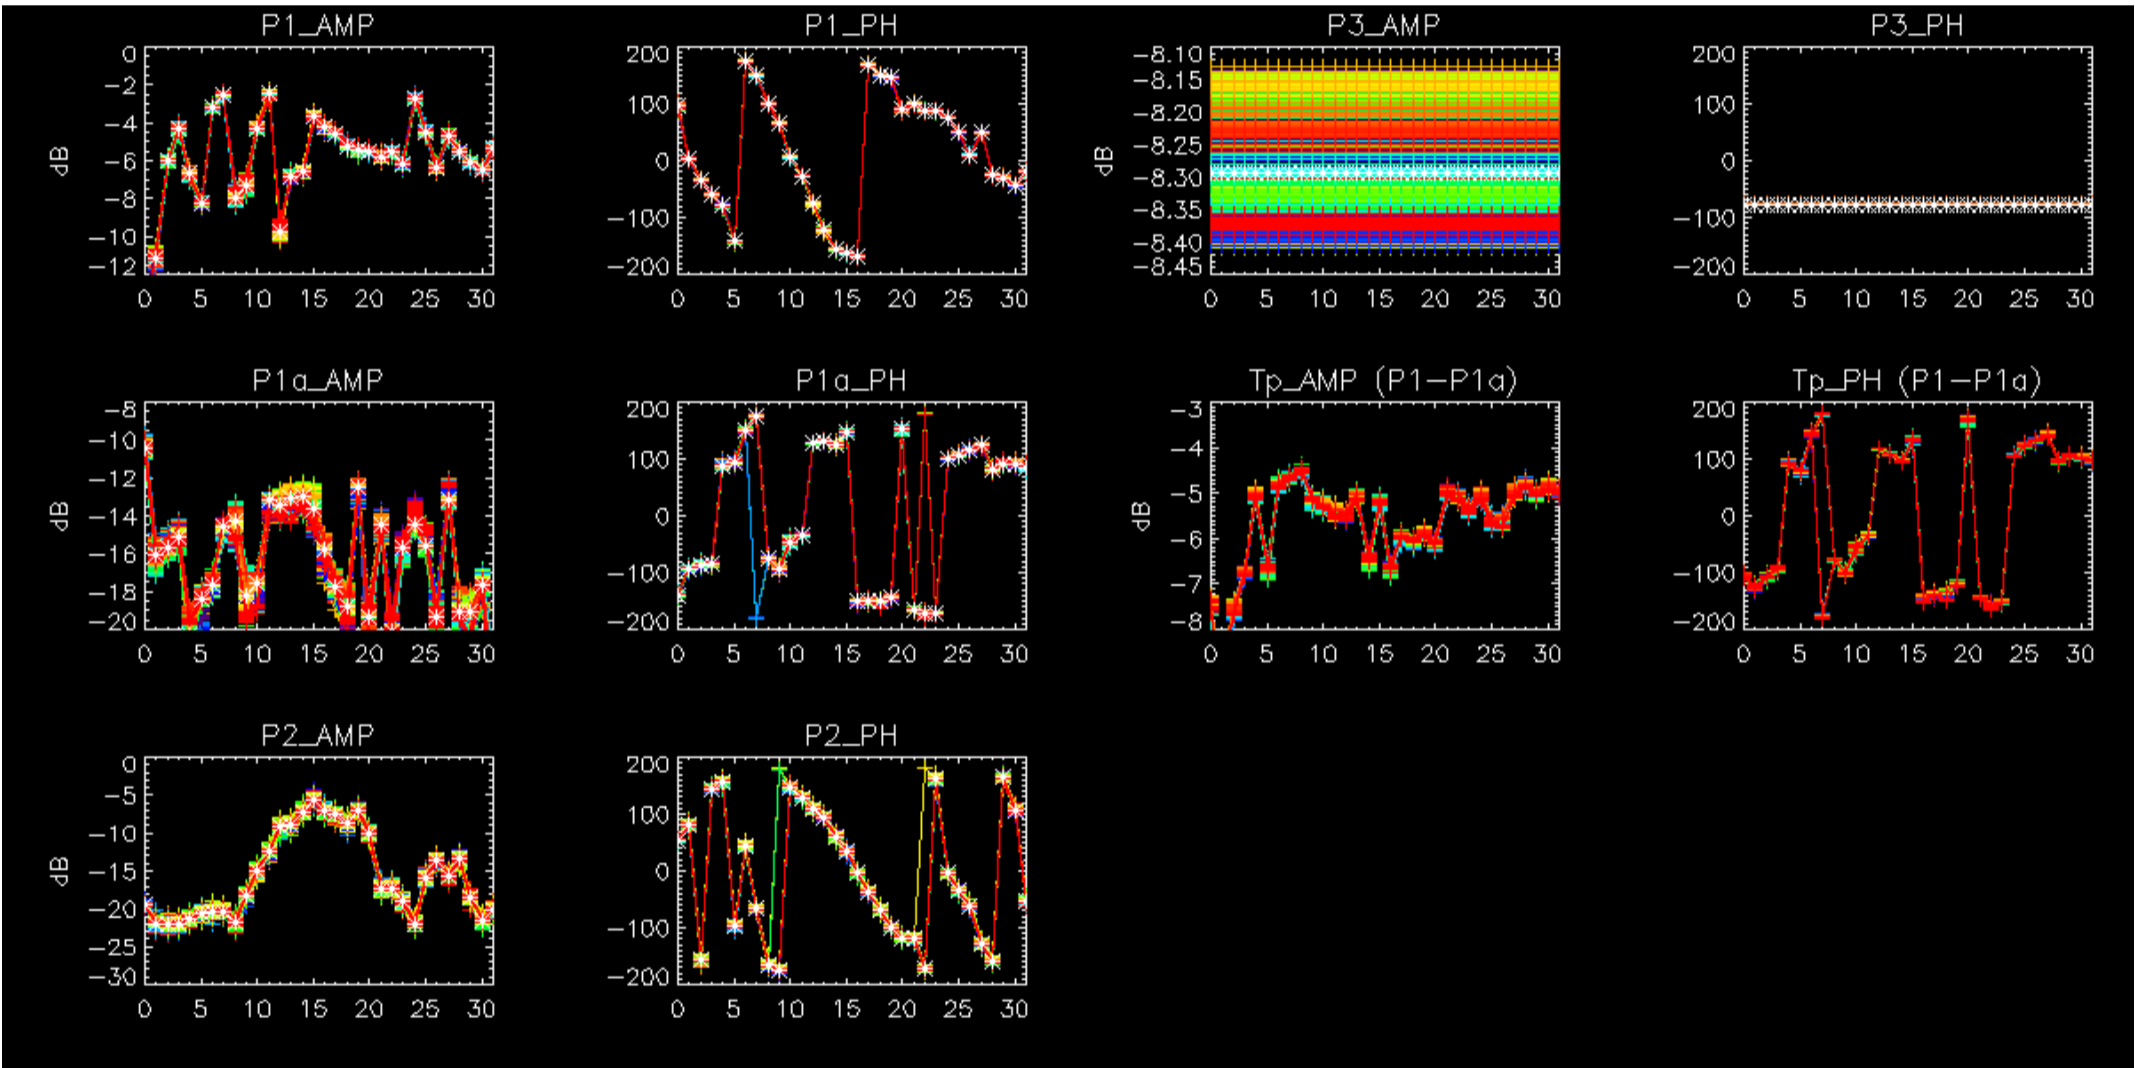 P1_AMP
0
−2
−4
−6
−8
−10
−12
dB
0 5 10 15 20 25 30
P1_PH
200
100
0
−100
−200
0 5 10 15 20 25 30
P3_AMP
−8.10
−8.15
−8.20
−8.25
−8.30
−8.35
−8.40
−8.45
dB
0 5 10 15 20 25 30
P3_PH
200
100
0
−100
−200
0 5 10 15 20 25 30
P1a_AMP
−8
−10
−12
−14
−16
−18
−20
dB
0 5 10 15 20 25 30
P1a_PH
200
100
0
−100
−200
0 5 10 15 20 25 30
Tp_AMP (P1−P1a)
−3
−4
−5
−6
−7
−8
dB
0 5 10 15 20 25 30
Tp_PH (P1−P1a)
200
100
0
−100
−200
0 5 10 15 20 25 30
P2_AMP
0
−5
−10
−15
−20
−25
−30
dB
0 5 10 15 20 25 30
P2_PH
200
100
0
−100
−200
0 5 10 15 20 25 30